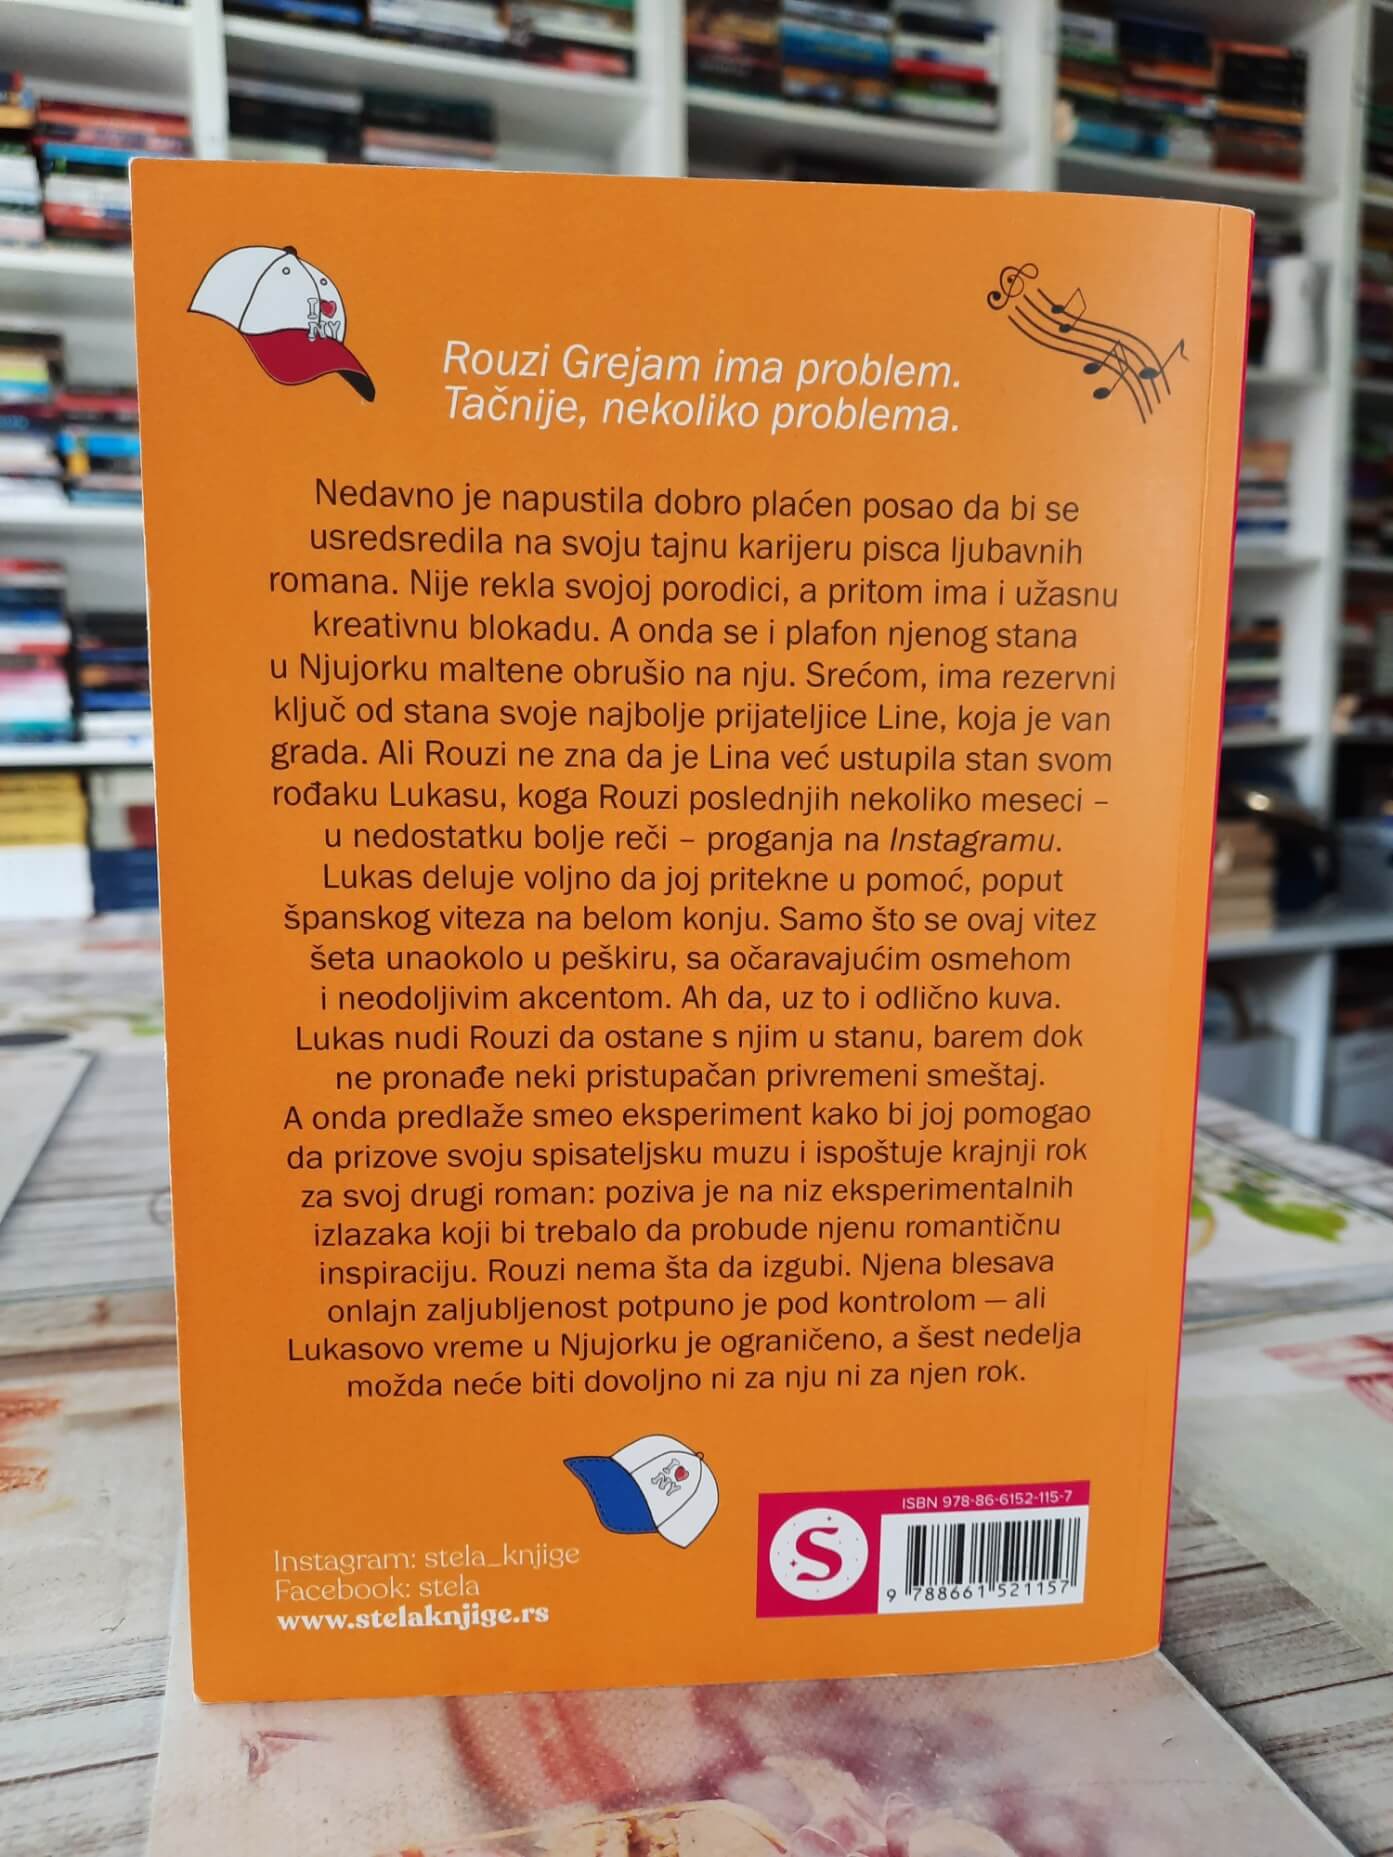 I ❤ NY
Rouzi Grejam ima problem.
Tačnije, nekoliko problema.
Nedavno je napustila dobro plaćen posao da bi se
usredsredila na svoju tajnu karijeru pisca ljubavnih
romana. Nije rekla svojoj porodici, a pritom ima i užasnu
kreativnu blokadu. A onda se i plafon njenog stana
u Njujorku maltene obrušio na nju. Srećom, ima rezervni
ključ od stana svoje najbolje prijateljice Line, koja je van
grada. Ali Rouzi ne zna da je Lina već ustupila stan svom
rođaku Lukasu, koga Rouzi poslednjih nekoliko meseci –
u nedostatku bolje reči – proganja na Instagramu.
Lukas deluje voljno da joj pritekne u pomoć, poput
španskog viteza na belom konju. Samo što se ovaj vitez
šeta unaokolo u peškiru, sa očaravajućim osmehom
i neodoljivim akcentom. Ah da, uz to i odlično kuva.
Lukas nudi Rouzi da ostane s njim u stanu, barem dok
ne pronađe neki pristupačan privremeni smeštaj.
A onda predlaže smeo eksperiment kako bi joj pomogao
da prizove svoju spisateljsku muzu i ispoštuje krajnji rok
za svoj drugi roman: poziva je na niz eksperimentalnih
izlazaka koji bi trebalo da probude njenu romantičnu
inspiraciju. Rouzi nema šta da izgubi. Njena blesava
onlajn zaljubljenost potpuno je pod kontrolom — ali
Lukasovo vreme u Njujorku je ograničeno, a šest nedelja
možda neće biti dovoljno ni za nju ni za njen rok.
I ❤ NY
Instagram: stela_knjige
Facebook: stela
www.stelaknjige.rs
S
ISBN 978-86-6152-115-7
9 788661 521157